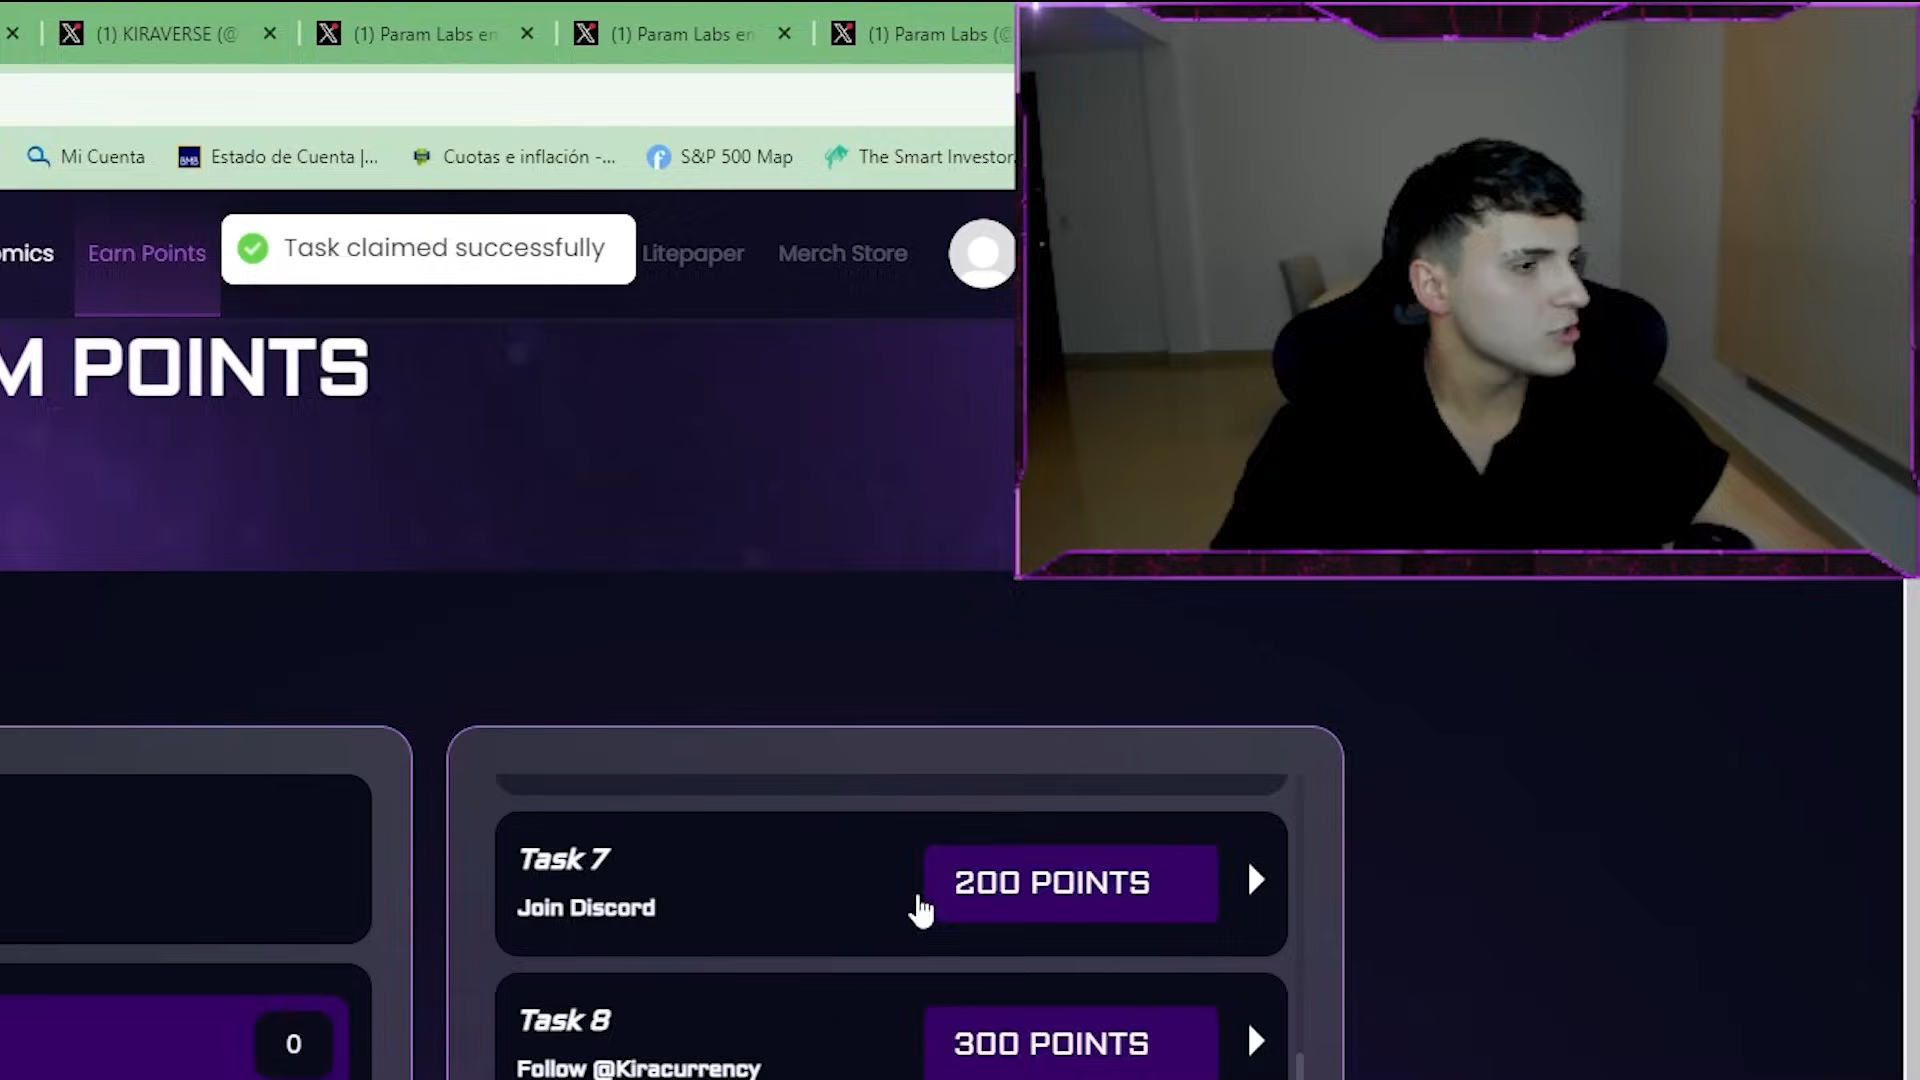 (1) KIRAVERSE (@
(1) Param Labs en
(1) Param Labs en
(1) Param Labs (@
Mi Cuenta
Estado de Cuenta |...
Cuotas e inflación -...
S&P 500 Map
The Smart Investor.
omics
Earn Points
Task claimed successfully
Litepaper
Merch Store
M POINTS
Task 7
Join Discord
200 POINTS
Task 8
Follow @Kiracurrency
300 POINTS
0